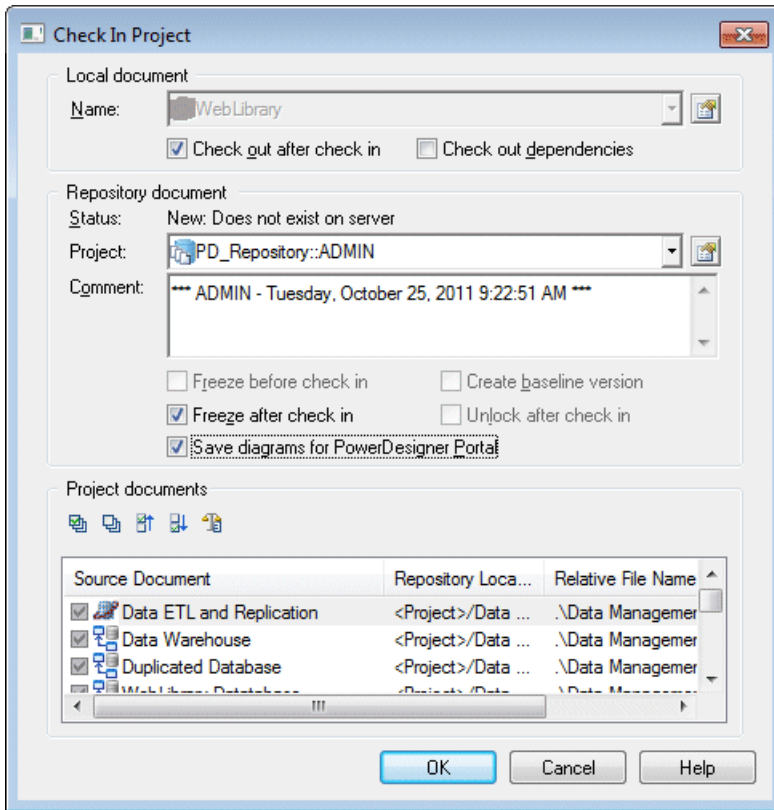 Check In Project
Local document
Name: WebLibrary
Check out after check in Check out dependencies
Repository document
Status: New: Does not exist on server
Project: PD_Repository::ADMIN
Comment: *** ADMIN - Tuesday, October 25, 2011 9:22:51 AM ***
Freeze before check in Create baseline version
Freeze after check in Unlock after check in
Save diagrams for PowerDesigner Portal
Project documents
Source Document Repository Loca... Relative File Name
Data ETL and Replication <Project>/Data ... .\Data Managemer
Data Warehouse <Project>/Data ... .\Data Managemer
Duplicated Database <Project>/Data ... .\Data Managemer
OK Cancel Help